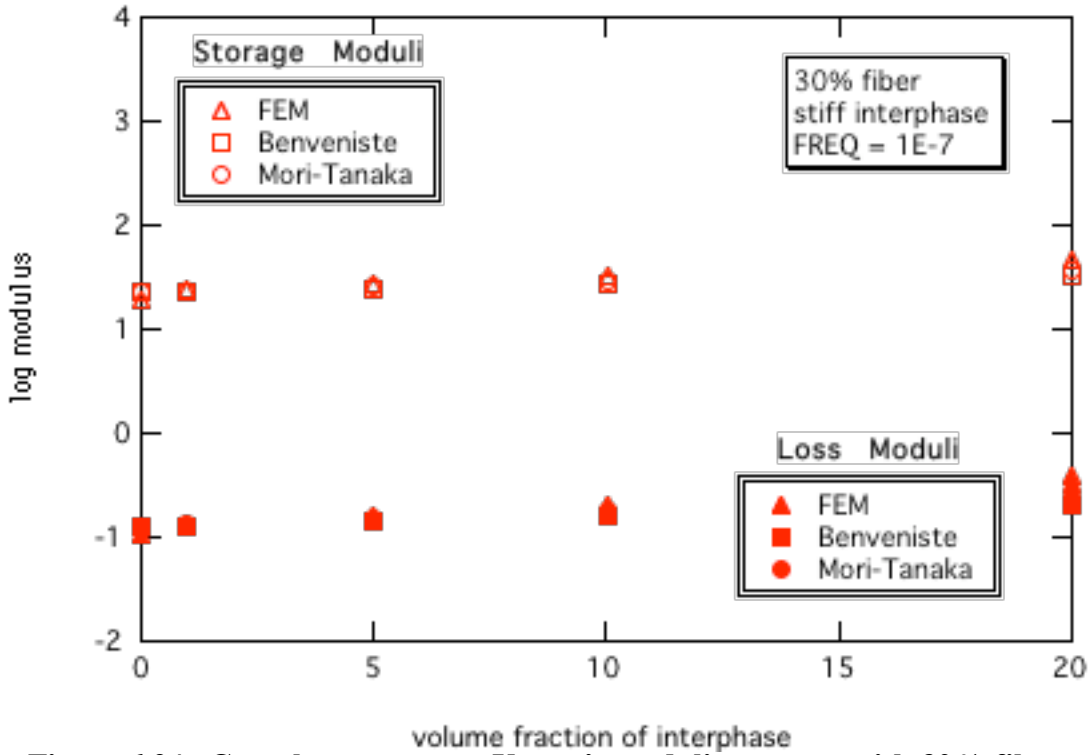 4
Storage Moduli
FEM
Benveniste
Mori-Tanaka
30% fiber
stiff interphase
FREQ = 1E-7
3
2
1
0
-1
-2
log modulus
Loss Moduli
FEM
Benveniste
Mori-Tanaka
0 5 10 15 20
volume fraction of interphase